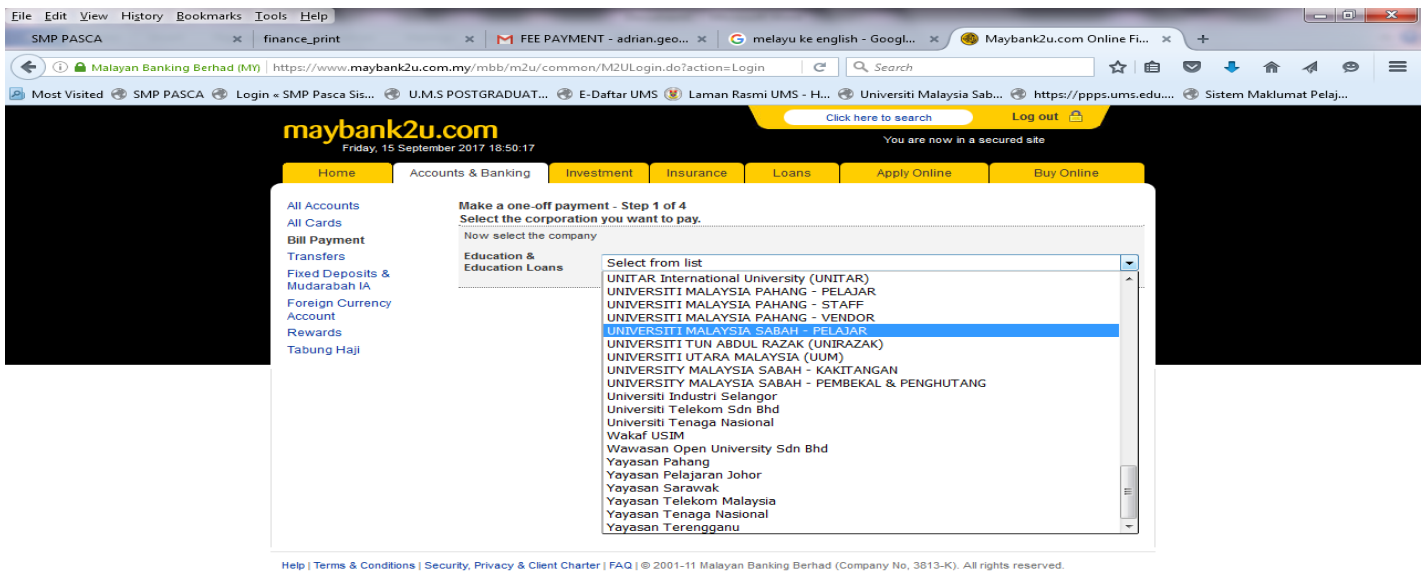 File Edit View History Bookmarks Tools Help
SMP PASCA × finance_print × FEE PAYMENT - adrian.geo... × melayu ke english - Googl... × Maybank2u.com Online Fi... × +
Malayan Banking Berhad (MY) https://www.maybank2u.com.my/mbb/m2u/common/M2ULogin.do?action=Login Search
Most Visited SMP PASCA Login « SMP Pasca Sis... U.M.S POSTGRADUAT... E-Daftar UMS Laman Rasmi UMS - H... Universiti Malaysia Sab... https://ppps.ums.edu.... Sistem Maklumat Pelaj...
maybank2u.com
Friday, 15 September 2017 18:50:17
Click here to search Log out
You are now in a secured site
Home Accounts & Banking Investment Insurance Loans Apply Online Buy Online
All Accounts
All Cards
Bill Payment
Transfers
Fixed Deposits &
Mudarabah IA
Foreign Currency
Account
Rewards
Tabung Haji
Make a one-off payment - Step 1 of 4
Select the corporation you want to pay.
Now select the company
Education &
Education Loans
Select from list
UNITAR International University (UNITAR)
UNIVERSITI MALAYSIA PAHANG - PELAJAR
UNIVERSITI MALAYSIA PAHANG - STAFF
UNIVERSITI MALAYSIA PAHANG - VENDOR
UNIVERSITI MALAYSIA SABAH - PELAJAR
UNIVERSITI TUN ABDUL RAZAK (UNIRAZAK)
UNIVERSITI UTARA MALAYSIA (UUM)
UNIVERSITY MALAYSIA SABAH - KAKITANGAN
UNIVERSITY MALAYSIA SABAH - PEMBEKAL & PENGHUTANG
Universiti Industri Selangor
Universiti Telekom Sdn Bhd
Universiti Tenaga Nasional
Wakaf USIM
Wawasan Open University Sdn Bhd
Yayasan Pahang
Yayasan Pelajaran Johor
Yayasan Sarawak
Yayasan Telekom Malaysia
Yayasan Tenaga Nasional
Yayasan Terengganu
Help | Terms & Conditions | Security, Privacy & Client Charter | FAQ | © 2001-11 Malayan Banking Berhad (Company No, 3813-K). All rights reserved.